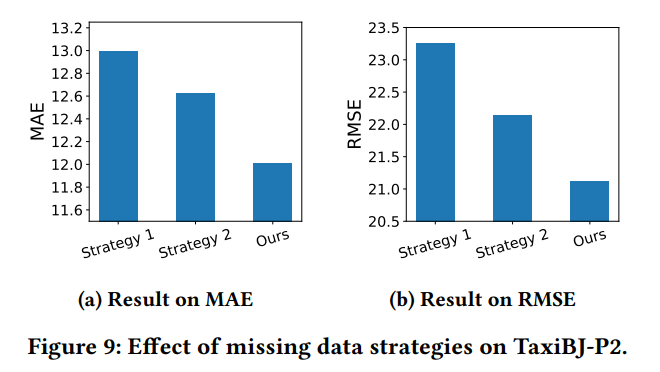 13.2
13.0
12.8
12.6
12.4
12.2
12.0
11.8
11.6
MAE
Strategy 1
Strategy 2
Ours
(a) Result on MAE
23.5
23.0
22.5
22.0
21.5
21.0
20.5
RMSE
Strategy 1
Strategy 2
Ours
(b) Result on RMSE
Figure 9: Effect of missing data strategies on TaxiBJ-P2.